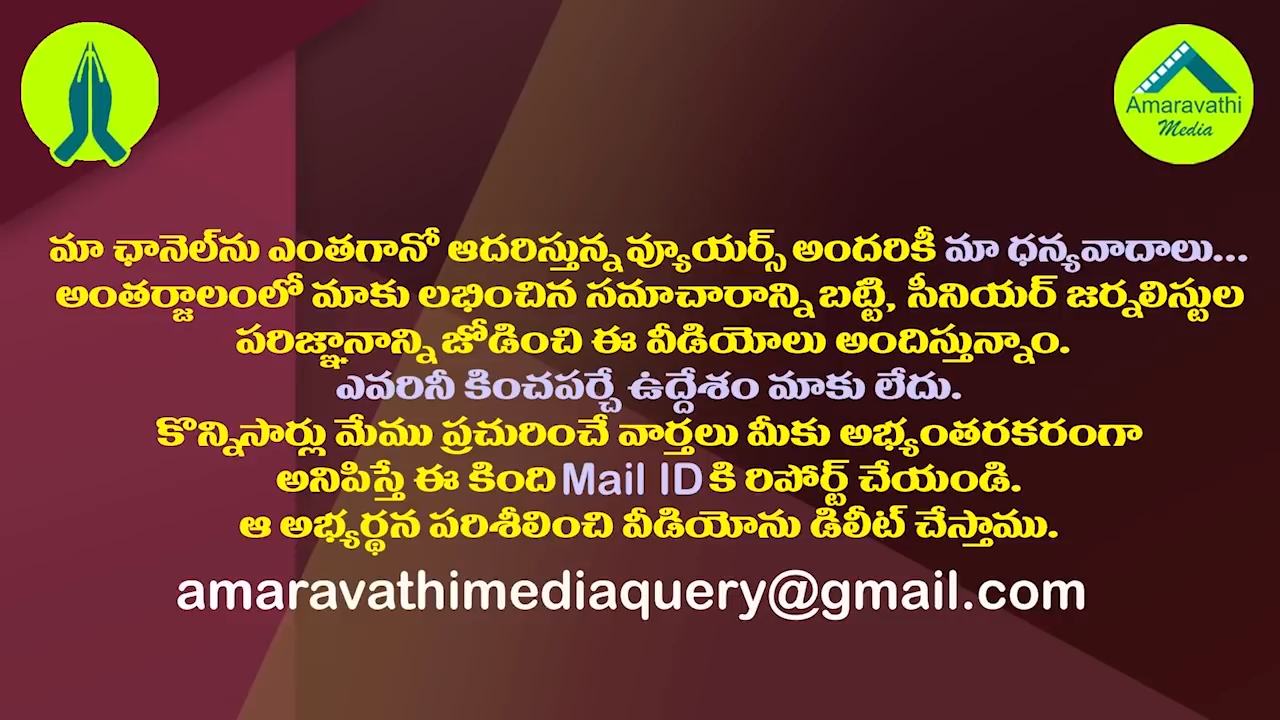 Amaravathi
Media
మా ఛానెల్‌ను ఎంతగానో ఆదరిస్తున్న వ్యూయర్స్ అందరికీ మా ధన్యవాదాలు...
అంతర్జాలంలో మాకు లభించిన సమాచారాన్ని బట్టి, సీనియర్ జర్నలిస్టుల
పరిజ్ఞానాన్ని జోడించి ఈ వీడియోలు అందిస్తున్నాం.
ఎవరినీ కించపర్చే ఉద్దేశం మాకు లేదు.
కొన్నిసార్లు మేము ప్రచురించే వార్తలు మీకు అభ్యంతరకరంగా
అనిపిస్తే ఈ కింది Mail ID కి రిపోర్ట్ చేయండి.
ఆ అభ్యర్థన పరిశీలించి వీడియోను డిలీట్ చేస్తాము.
amaravathimediaquery@gmail.com